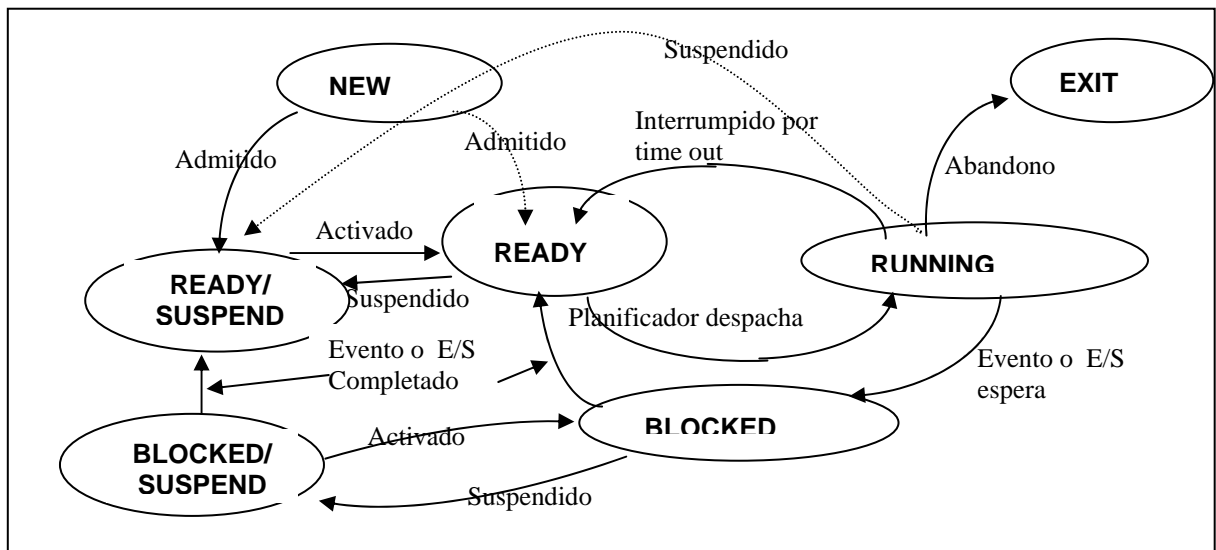 Suspendido
NEW
EXIT
Interrumpido por
time out
Admitido
Admitido
Abandono
Activado
READY
RUNNING
READY/
SUSPEND
Suspendido
Planificador despacha
Evento o E/S
Completado
Evento o E/S
espera
BLOCKED
Activado
BLOCKED/
SUSPEND
Suspendido